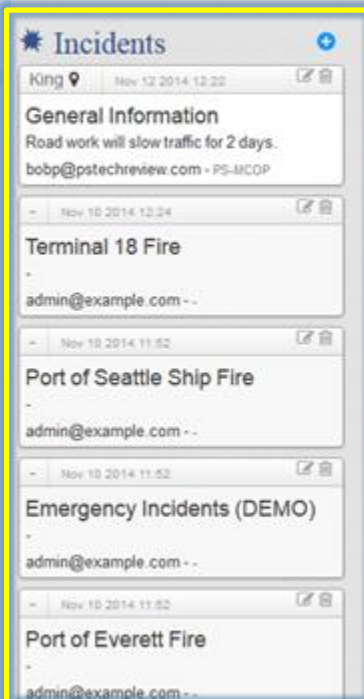 Incidents
King Nov 12 2014 12:22
General Information
Road work will slow traffic for 2 days.
bobp@pstechreview.com - PS-MCOP
- Nov 10 2014 12:24
Terminal 18 Fire
-
admin@example.com - -
- Nov 10 2014 11:52
Port of Seattle Ship Fire
-
admin@example.com - -
- Nov 10 2014 11:52
Emergency Incidents (DEMO)
-
admin@example.com - -
- Nov 10 2014 11:52
Port of Everett Fire
-
admin@example.com - -